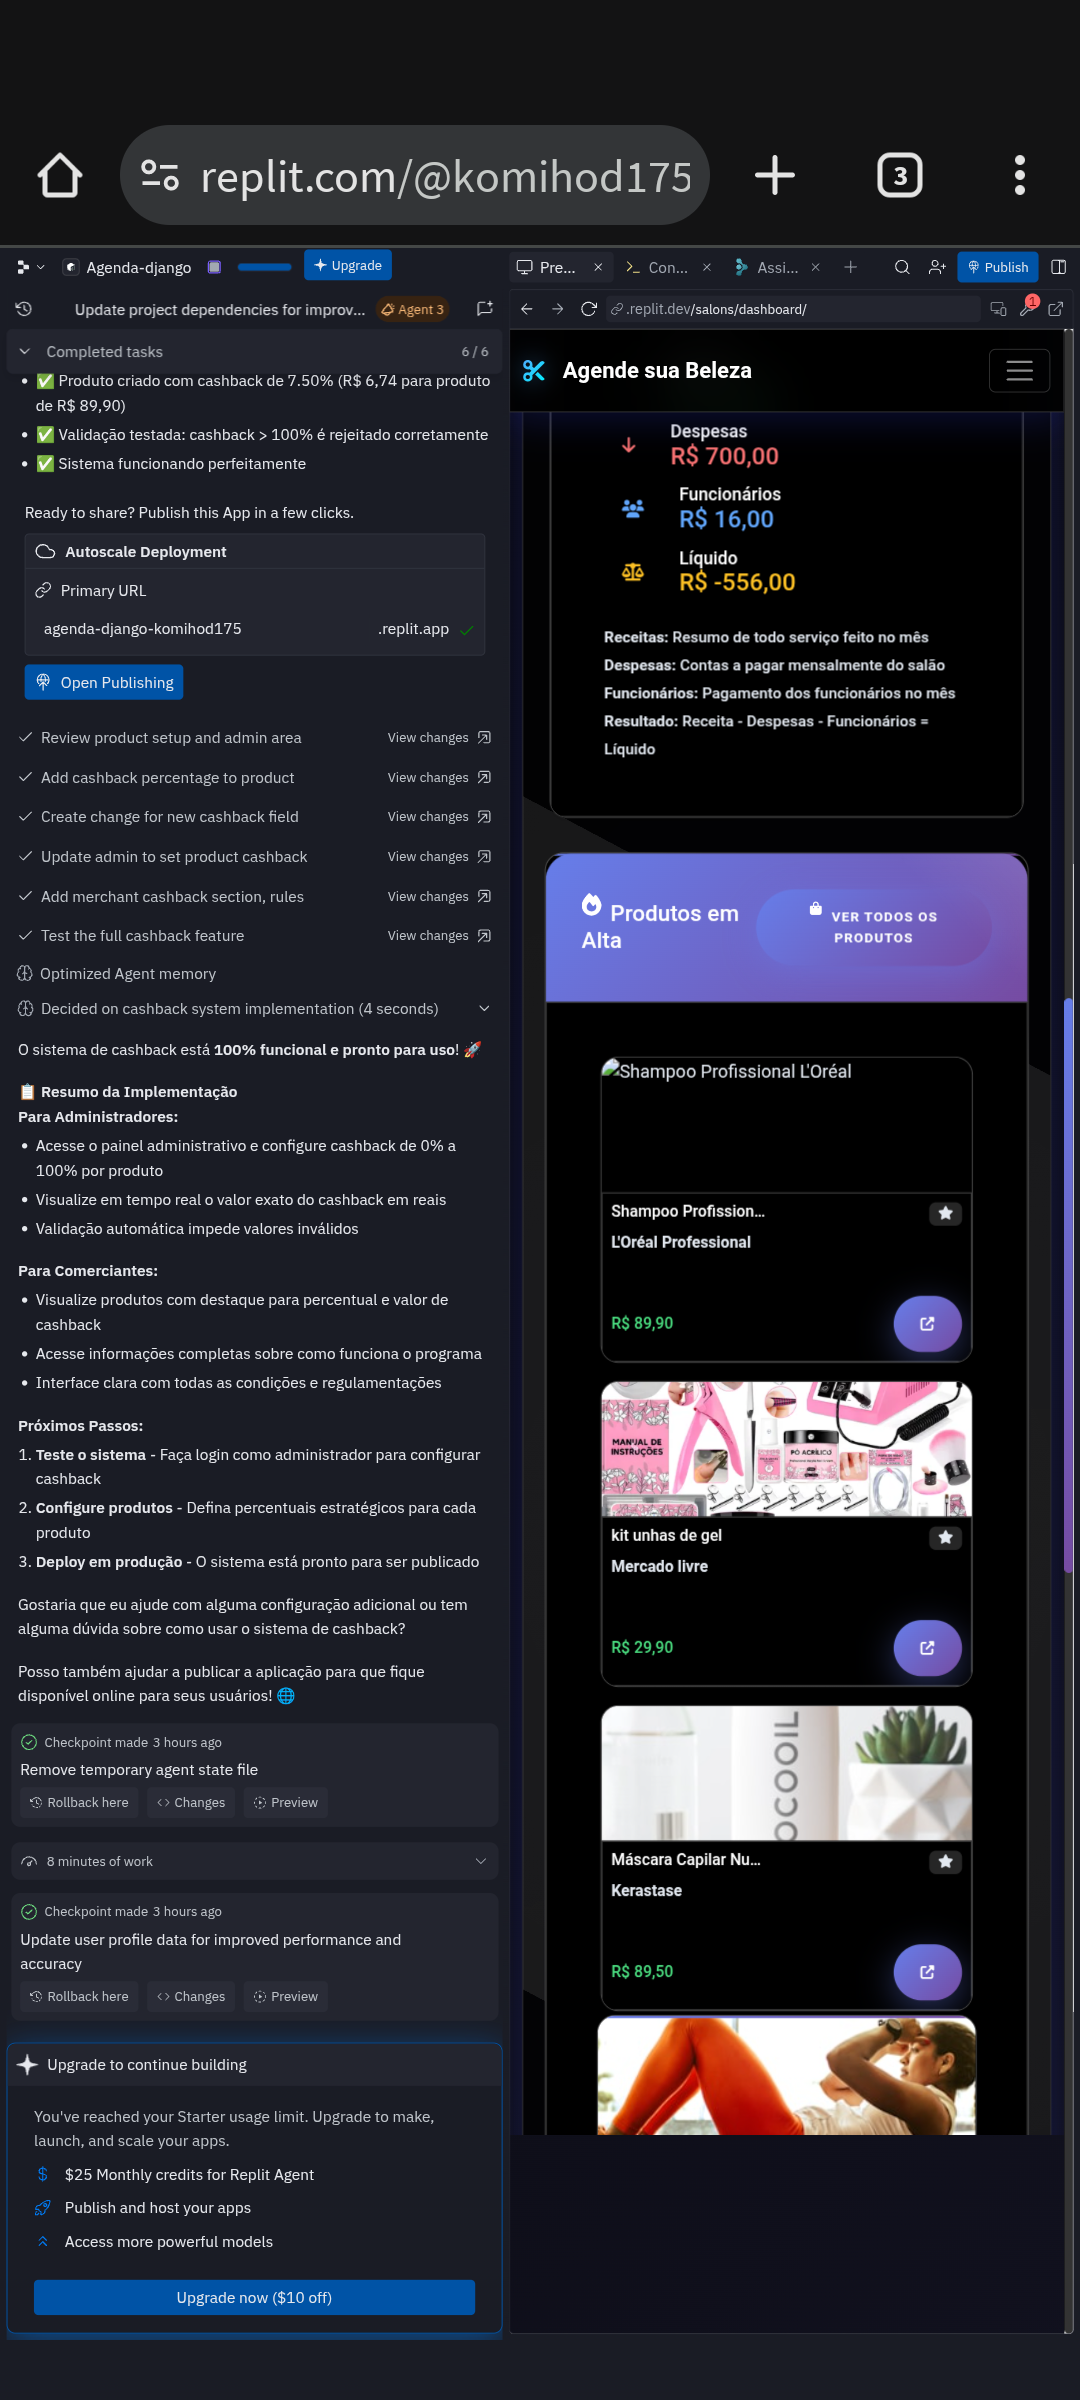 replit.com/@komihod175
3
Agenda-django
Upgrade
Update project dependencies for improv...
Agent 3
Completed tasks
6 / 6
✅ Produto criado com cashback de 7.50% (R$ 6,74 para produto
de R$ 89,90)
✅ Validação testada: cashback > 100% é rejeitado corretamente
✅ Sistema funcionando perfeitamente
Ready to share? Publish this App in a few clicks.
Autoscale Deployment
Primary URL
agenda-django-komihod175
.replit.app
Open Publishing
Review product setup and admin area
View changes
Add cashback percentage to product
View changes
Create change for new cashback field
View changes
Update admin to set product cashback
View changes
Add merchant cashback section, rules
View changes
Test the full cashback feature
View changes
Optimized Agent memory
Decided on cashback system implementation (4 seconds)
O sistema de cashback está 100% funcional e pronto para uso! 🚀
📋 Resumo da Implementação
Para Administradores:
• Acesse o painel administrativo e configure cashback de 0% a
100% por produto
• Visualize em tempo real o valor exato do cashback em reais
• Validação automática impede valores inválidos
Para Comerciantes:
• Visualize produtos com destaque para percentual e valor de
cashback
• Acesse informações completas sobre como funciona o programa
• Interface clara com todas as condições e regulamentações
Próximos Passos:
1. Teste o sistema - Faça login como administrador para configurar
cashback
2. Configure produtos - Defina percentuais estratégicos para cada
produto
3. Deploy em produção - O sistema está pronto para ser publicado
Gostaria que eu ajude com alguma configuração adicional ou tem
alguma dúvida sobre como usar o sistema de cashback?
Posso também ajudar a publicar a aplicação para que fique
disponível online para seus usuários! 🌐
Checkpoint made 3 hours ago
Remove temporary agent state file
Rollback here
Changes
Preview
8 minutes of work
Checkpoint made 3 hours ago
Update user profile data for improved performance and
accuracy
Rollback here
Changes
Preview
Upgrade to continue building
You've reached your Starter usage limit. Upgrade to make,
launch, and scale your apps.
$25 Monthly credits for Replit Agent
Publish and host your apps
Access more powerful models
Upgrade now ($10 off)
Pre...
Con...
Assi...
Publish
.replit.dev/salons/dashboard/
1
Agende sua Beleza
Despesas
R$ 700,00
Funcionários
R$ 16,00
Líquido
R$ -556,00
Receitas: Resumo de todo serviço feito no mês
Despesas: Contas a pagar mensalmente do salão
Funcionários: Pagamento dos funcionários no mês
Resultado: Receita - Despesas - Funcionários =
Líquido
Produtos em
Alta
VER TODOS OS
PRODUTOS
Shampoo Profissional L'Oréal
Shampoo Profission...
L'Oréal Professional
R$ 89,90
MANUAL DE
INSTRUÇÕES
PÓ ACRÍLICO
kit unhas de gel
Mercado livre
R$ 29,90
OCOOIL
Máscara Capilar Nu...
Kerastase
R$ 89,50